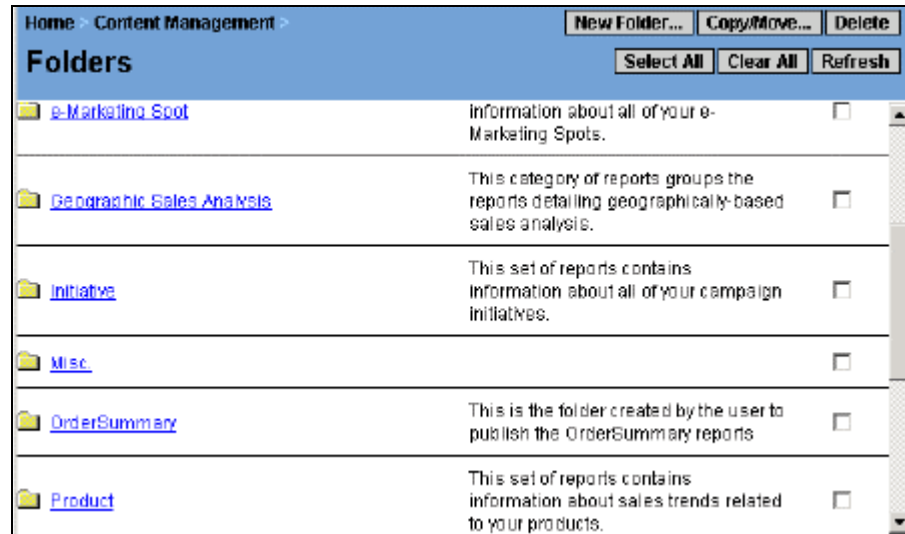 Home > Content Management >
New Folder... Copy/Move... Delete
Folders
Select All Clear All Refresh
e-Marketing Spot
information about all of your e-
Marketing Spots.
Geographic Sales Analysis
This category of reports groups the
reports detailing geographically-based
sales analysis.
Initiative
This set of reports contains
information about all of your campaign
initiatives.
Misc.
OrderSummary
This is the folder created by the user to
publish the OrderSummary reports
Product
This set of reports contains
information about sales trends related
to your products.